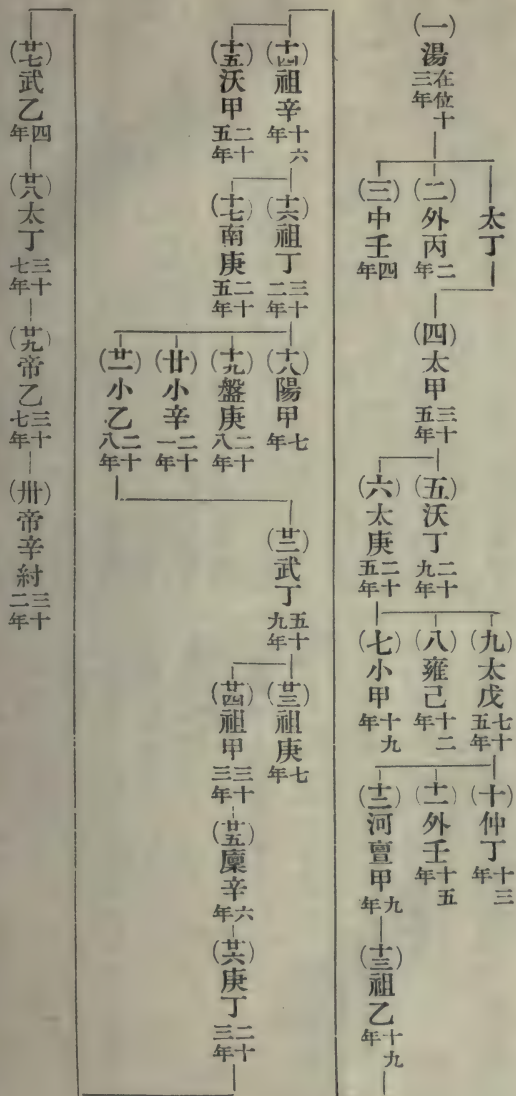 太丁
(一)湯在位十三年
(二)外丙二年
(三)中壬四年
(四)太甲三十五年
(五)沃丁二十九年
(六)太庚二十五年
(九)太戊七十五年
(八)雍己十二年
(七)小甲十九年
(十)仲丁十三年
(十一)外壬十五年
(十二)河亶甲九年
(十三)祖乙十九年
(十四)祖辛十六年
(十五)沃甲二十五年
(十六)祖丁三十二年
(十七)南庚二十五年
(十八)陽甲七年
(十九)盤庚二十八年
(廿)小辛二十一年
(廿一)小乙二十八年
(廿二)武丁五十九年
(廿三)祖庚七年
(廿四)祖甲三十三年
(廿五)廩辛六年
(廿六)庚丁二十三年
(廿七)武乙四年
(廿八)太丁三十七年
(廿九)帝乙三十七年
(卅)帝辛紂三十二年